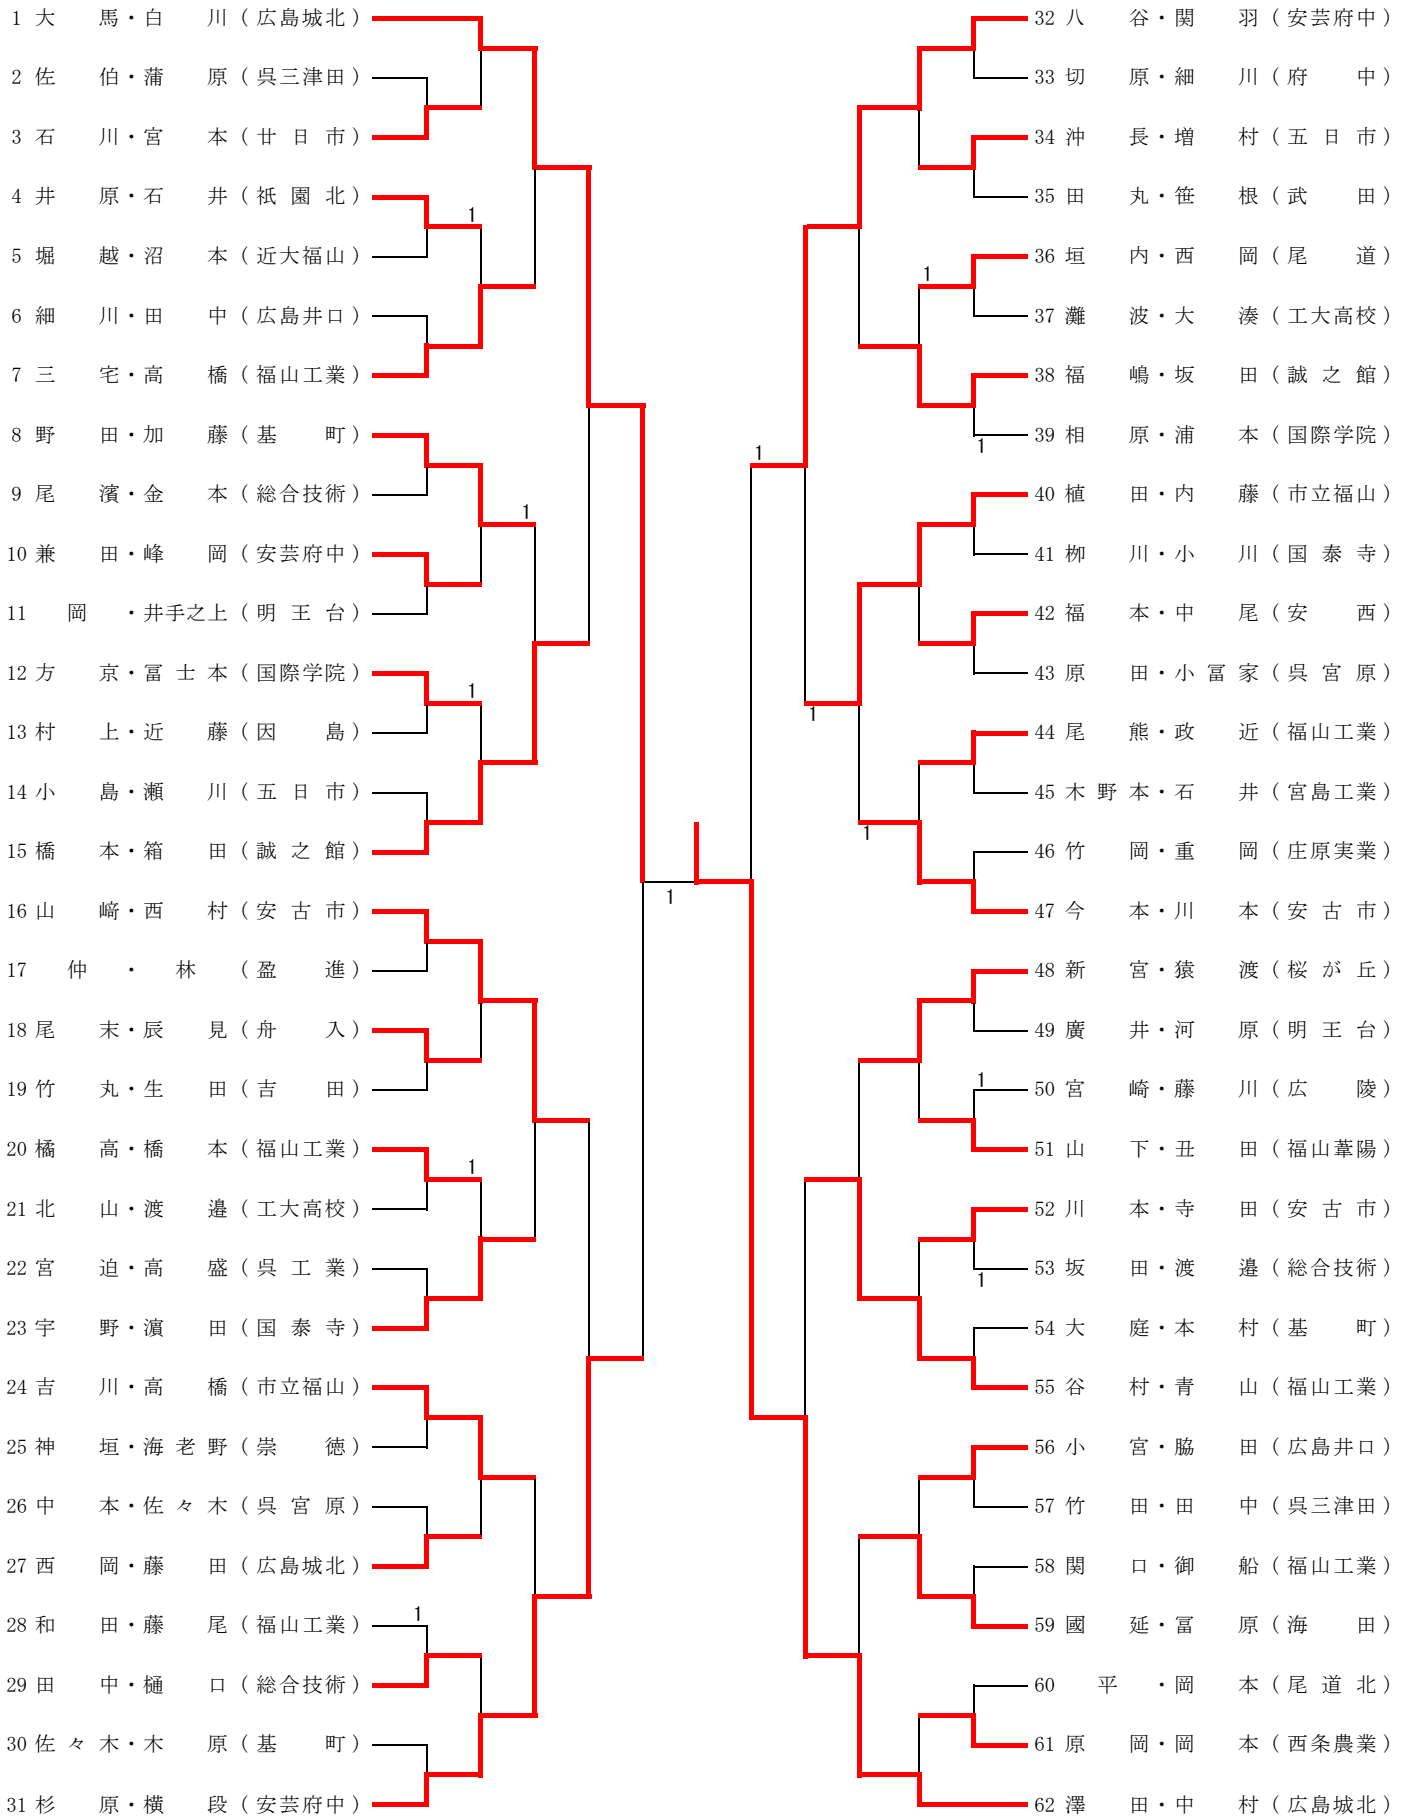 1 大馬・白川（広島城北）
2 佐伯・蒲原（呉三津田）
3 石川・宮本（廿日市）
4 井原・石井（祇園北）
1
5 堀越・沼本（近大福山）
6 細川・田中（広島井口）
7 三宅・高橋（福山工業）
8 野田・加藤（基町）
9 尾濱・金本（総合技術）
1
10 兼田・峰岡（安芸府中）
11 岡・井手之上（明王台）
12 方京・冨士本（国際学院）
1
13 村上・近藤（因島）
14 小島・瀬川（五日市）
15 橋本・箱田（誠之館）
16 山﨑・西村（安古市）
17 仲・林（盈進）
18 尾末・辰見（舟入）
19 竹丸・生田（吉田）
20 橘高・橋本（福山工業）
1
21 北山・渡邉（工大高校）
22 宮迫・高盛（呉工業）
23 宇野・濵田（国泰寺）
24 吉川・高橋（市立福山）
25 神垣・海老野（崇徳）
26 中本・佐々木（呉宮原）
27 西岡・藤田（広島城北）
1
28 和田・藤尾（福山工業）
29 田中・樋口（総合技術）
30 佐々木・木原（基町）
31 杉原・横段（安芸府中）
1
32 八谷・関羽（安芸府中）
33 切原・細川（府中）
34 沖長・増村（五日市）
35 田丸・笹根（武田）
36 垣内・西岡（尾道）
1
37 灘波・大湊（工大高校）
38 福嶋・坂田（誠之館）
39 相原・浦本（国際学院）
1
1
40 植田・内藤（市立福山）
41 栁川・小川（国泰寺）
42 福本・中尾（安西）
43 原田・小冨家（呉宮原）
1
44 尾熊・政近（福山工業）
45 木野本・石井（宮島工業）
1
46 竹岡・重岡（庄原実業）
47 今本・川本（安古市）
48 新宮・猿渡（桜が丘）
49 廣井・河原（明王台）
1
50 宮崎・藤川（広陵）
51 山下・丑田（福山葦陽）
52 川本・寺田（安古市）
53 坂田・渡邉（総合技術）
1
54 大庭・本村（基町）
55 谷村・青山（福山工業）
56 小宮・脇田（広島井口）
57 竹田・田中（呉三津田）
58 関口・御船（福山工業）
59 國延・冨原（海田）
60 平・岡本（尾道北）
61 原岡・岡本（西条農業）
62 澤田・中村（広島城北）